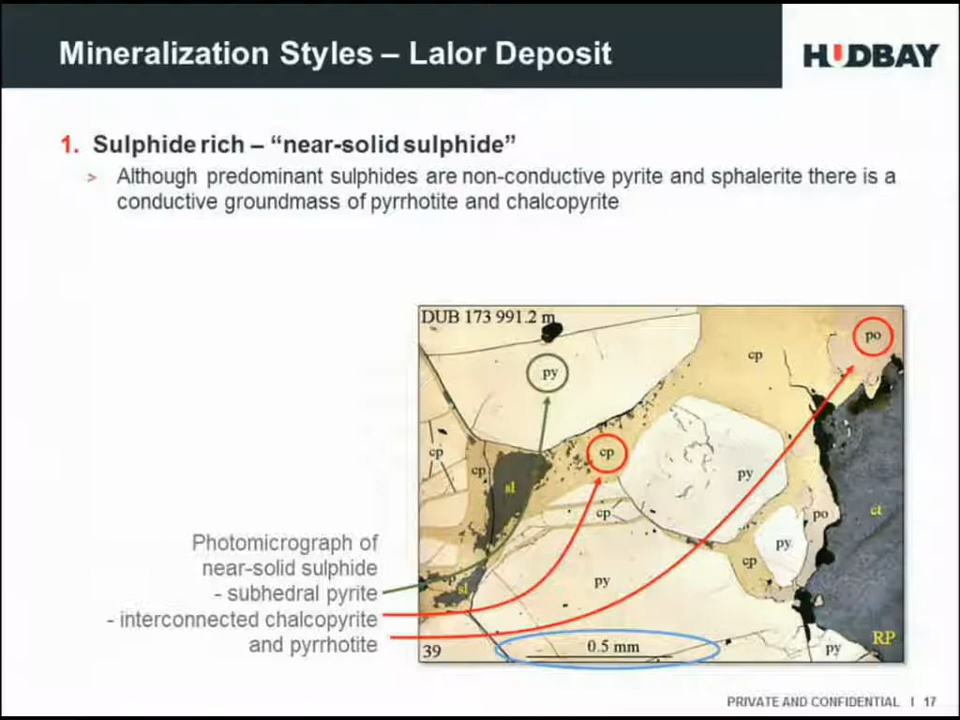 Mineralization Styles – Lalor Deposit
HUDBAY
1. Sulphide rich – “near-solid sulphide”
> Although predominant sulphides are non-conductive pyrite and sphalerite there is a
conductive groundmass of pyrrhotite and chalcopyrite
DUB 173 991.2 m
po
cp
py
cp
cp
cp
sl
py
cp
po
ct
py
cp
py
cp
sl
RP
py
39
0.5 mm
Photomicrograph of
near-solid sulphide
- subhedral pyrite
- interconnected chalcopyrite
and pyrrhotite
PRIVATE AND CONFIDENTIAL I 17